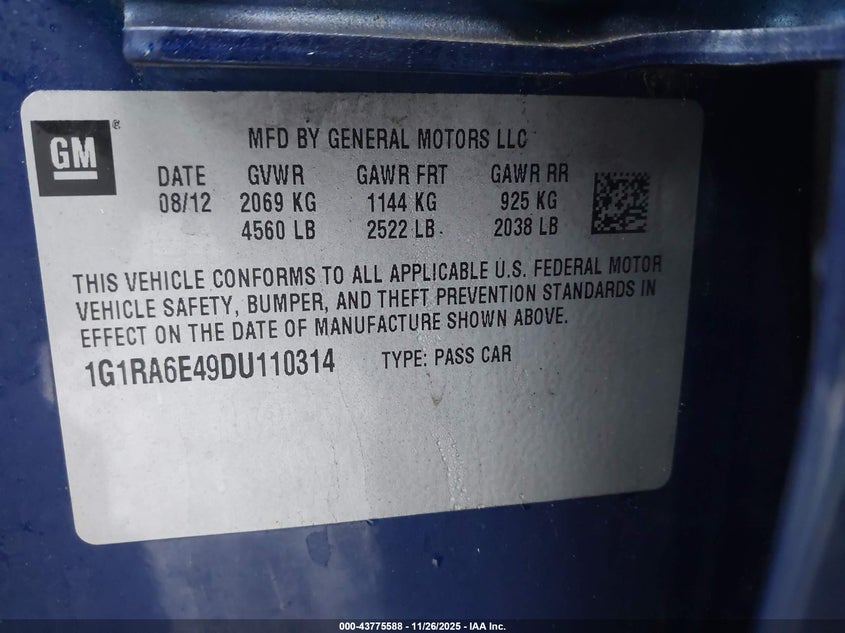 GM ®
MFD BY GENERAL MOTORS LLC
DATE GVWR GAWR FRT GAWR RR
08/12 2069 KG 1144 KG 925 KG
4560 LB 2522 LB 2038 LB
THIS VEHICLE CONFORMS TO ALL APPLICABLE U.S. FEDERAL MOTOR
VEHICLE SAFETY, BUMPER, AND THEFT PREVENTION STANDARDS IN
EFFECT ON THE DATE OF MANUFACTURE SHOWN ABOVE.
1G1RA6E49DU110314 TYPE: PASS CAR
000-43775588 - 11/26/2025 - IAA Inc.